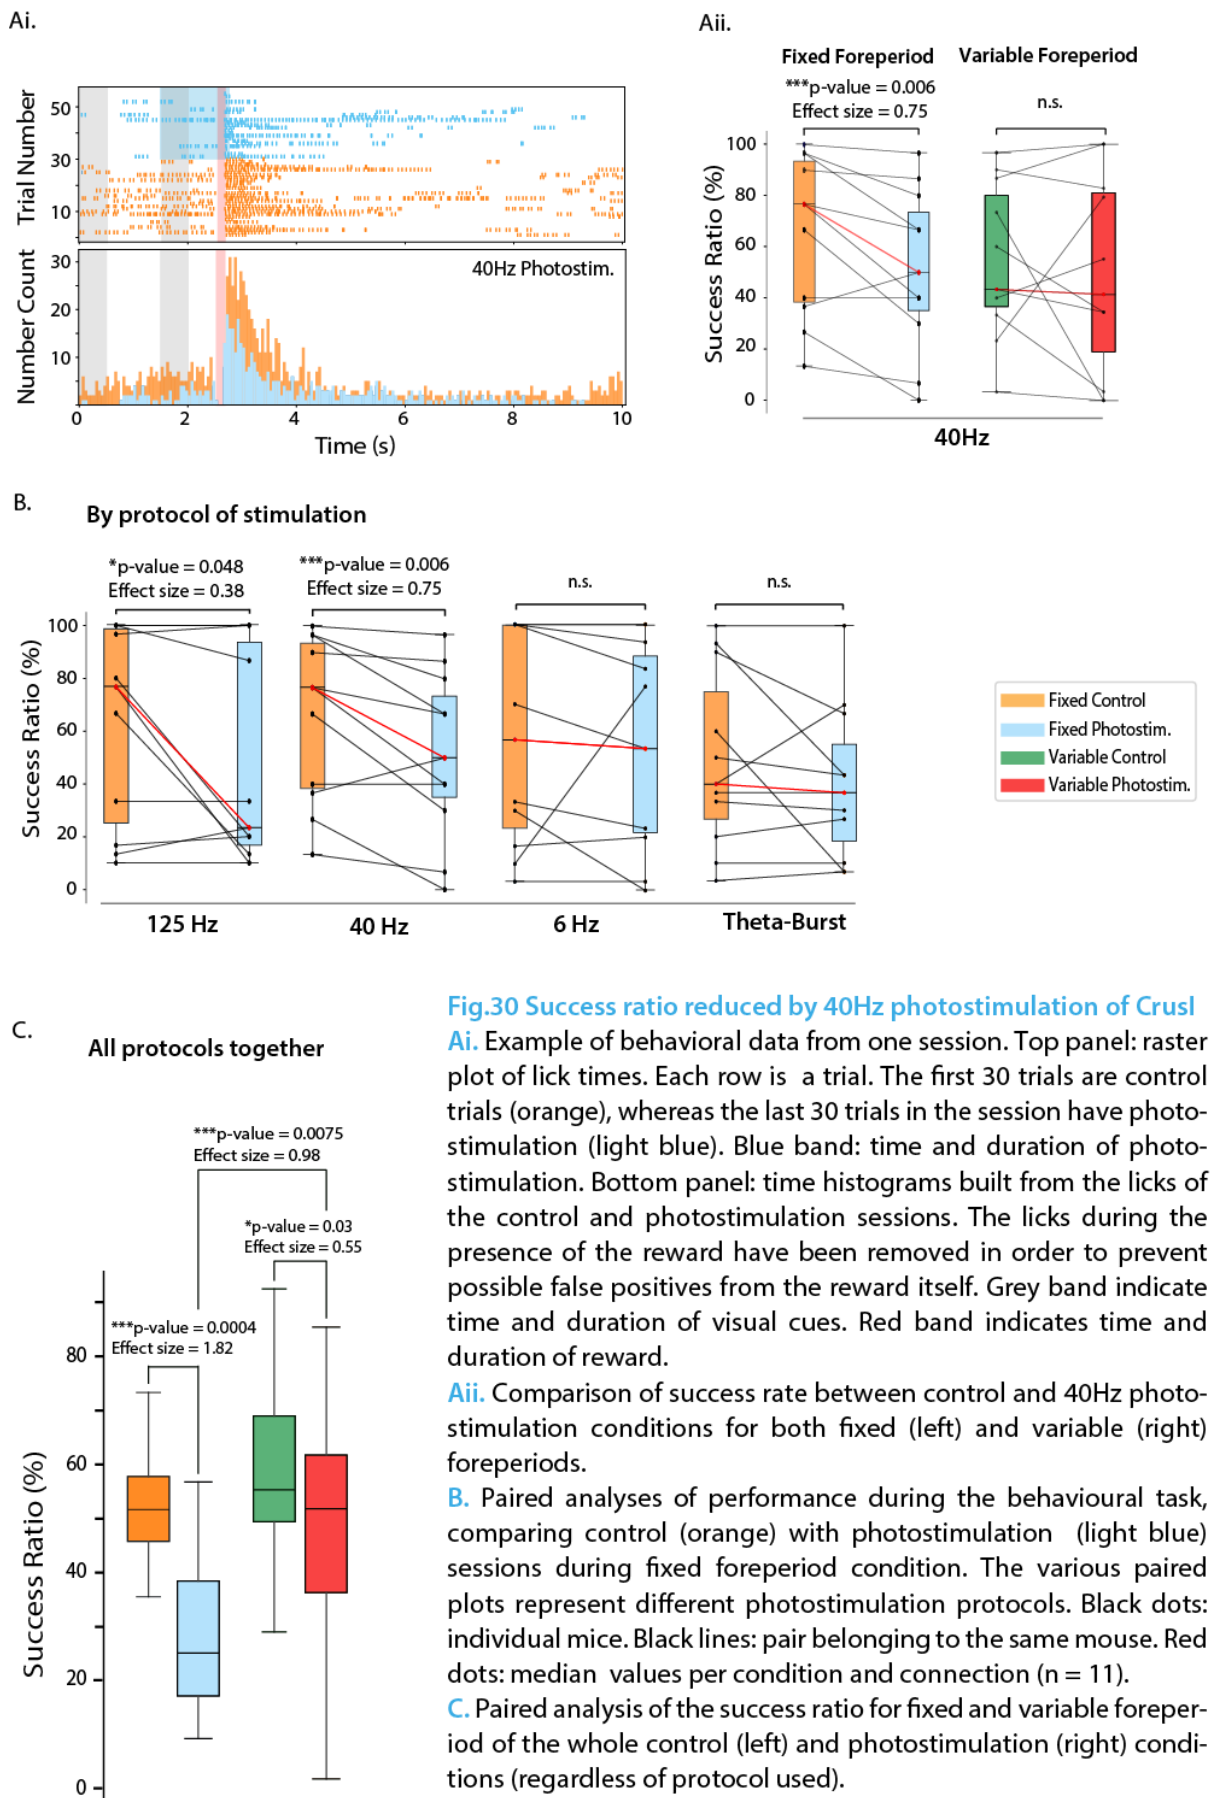 Ai.
Trial Number
50
30
10
Number Count
30
20
10
40Hz Photostim.
0
2
4
6
8
10
Time (s)
Aii.
Fixed Foreperiod
Variable Foreperiod
***p-value = 0.006
Effect size = 0.75
n.s.
Success Ratio (%)
100
80
60
40
20
0
40Hz
B.
By protocol of stimulation
*p-value = 0.048
Effect size = 0.38
***p-value = 0.006
Effect size = 0.75
n.s.
n.s.
Success Ratio (%)
100
80
60
40
20
0
125 Hz
40 Hz
6 Hz
Theta-Burst
Fixed Control
Fixed Photostim.
Variable Control
Variable Photostim.
C.
All protocols together
***p-value = 0.0075
Effect size = 0.98
*p-value = 0.03
Effect size = 0.55
***p-value = 0.0004
Effect size = 1.82
Success Ratio (%)
80
60
40
20
0
Fig.30 Success ratio reduced by 40Hz photostimulation of CrusI
Ai. Example of behavioral data from one session. Top panel: raster
plot of lick times. Each row is a trial. The first 30 trials are control
trials (orange), whereas the last 30 trials in the session have photo-
stimulation (light blue). Blue band: time and duration of photo-
stimulation. Bottom panel: time histograms built from the licks of
the control and photostimulation sessions. The licks during the
presence of the reward have been removed in order to prevent
possible false positives from the reward itself. Grey band indicate
time and duration of visual cues. Red band indicates time and
duration of reward.
Aii. Comparison of success rate between control and 40Hz photo-
stimulation conditions for both fixed (left) and variable (right)
foreperiods.
B. Paired analyses of performance during the behavioural task,
comparing control (orange) with photostimulation (light blue)
sessions during fixed foreperiod condition. The various paired
plots represent different photostimulation protocols. Black dots:
individual mice. Black lines: pair belonging to the same mouse. Red
dots: median values per condition and connection (n = 11).
C. Paired analysis of the success ratio for fixed and variable foreper-
iod of the whole control (left) and photostimulation (right) condi-
tions (regardless of protocol used).